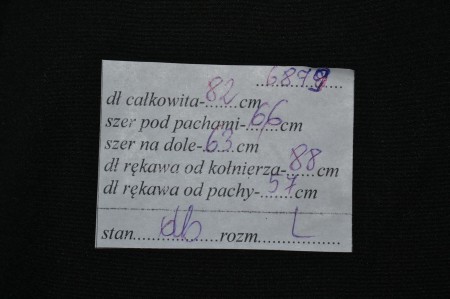 6899
dł całkowita-82cm
szer pod pachami-66cm
szer na dole-63cm
dł rękawa od kołnierza-88cm
dł rękawa od pachy-57cm
stan db rozm L